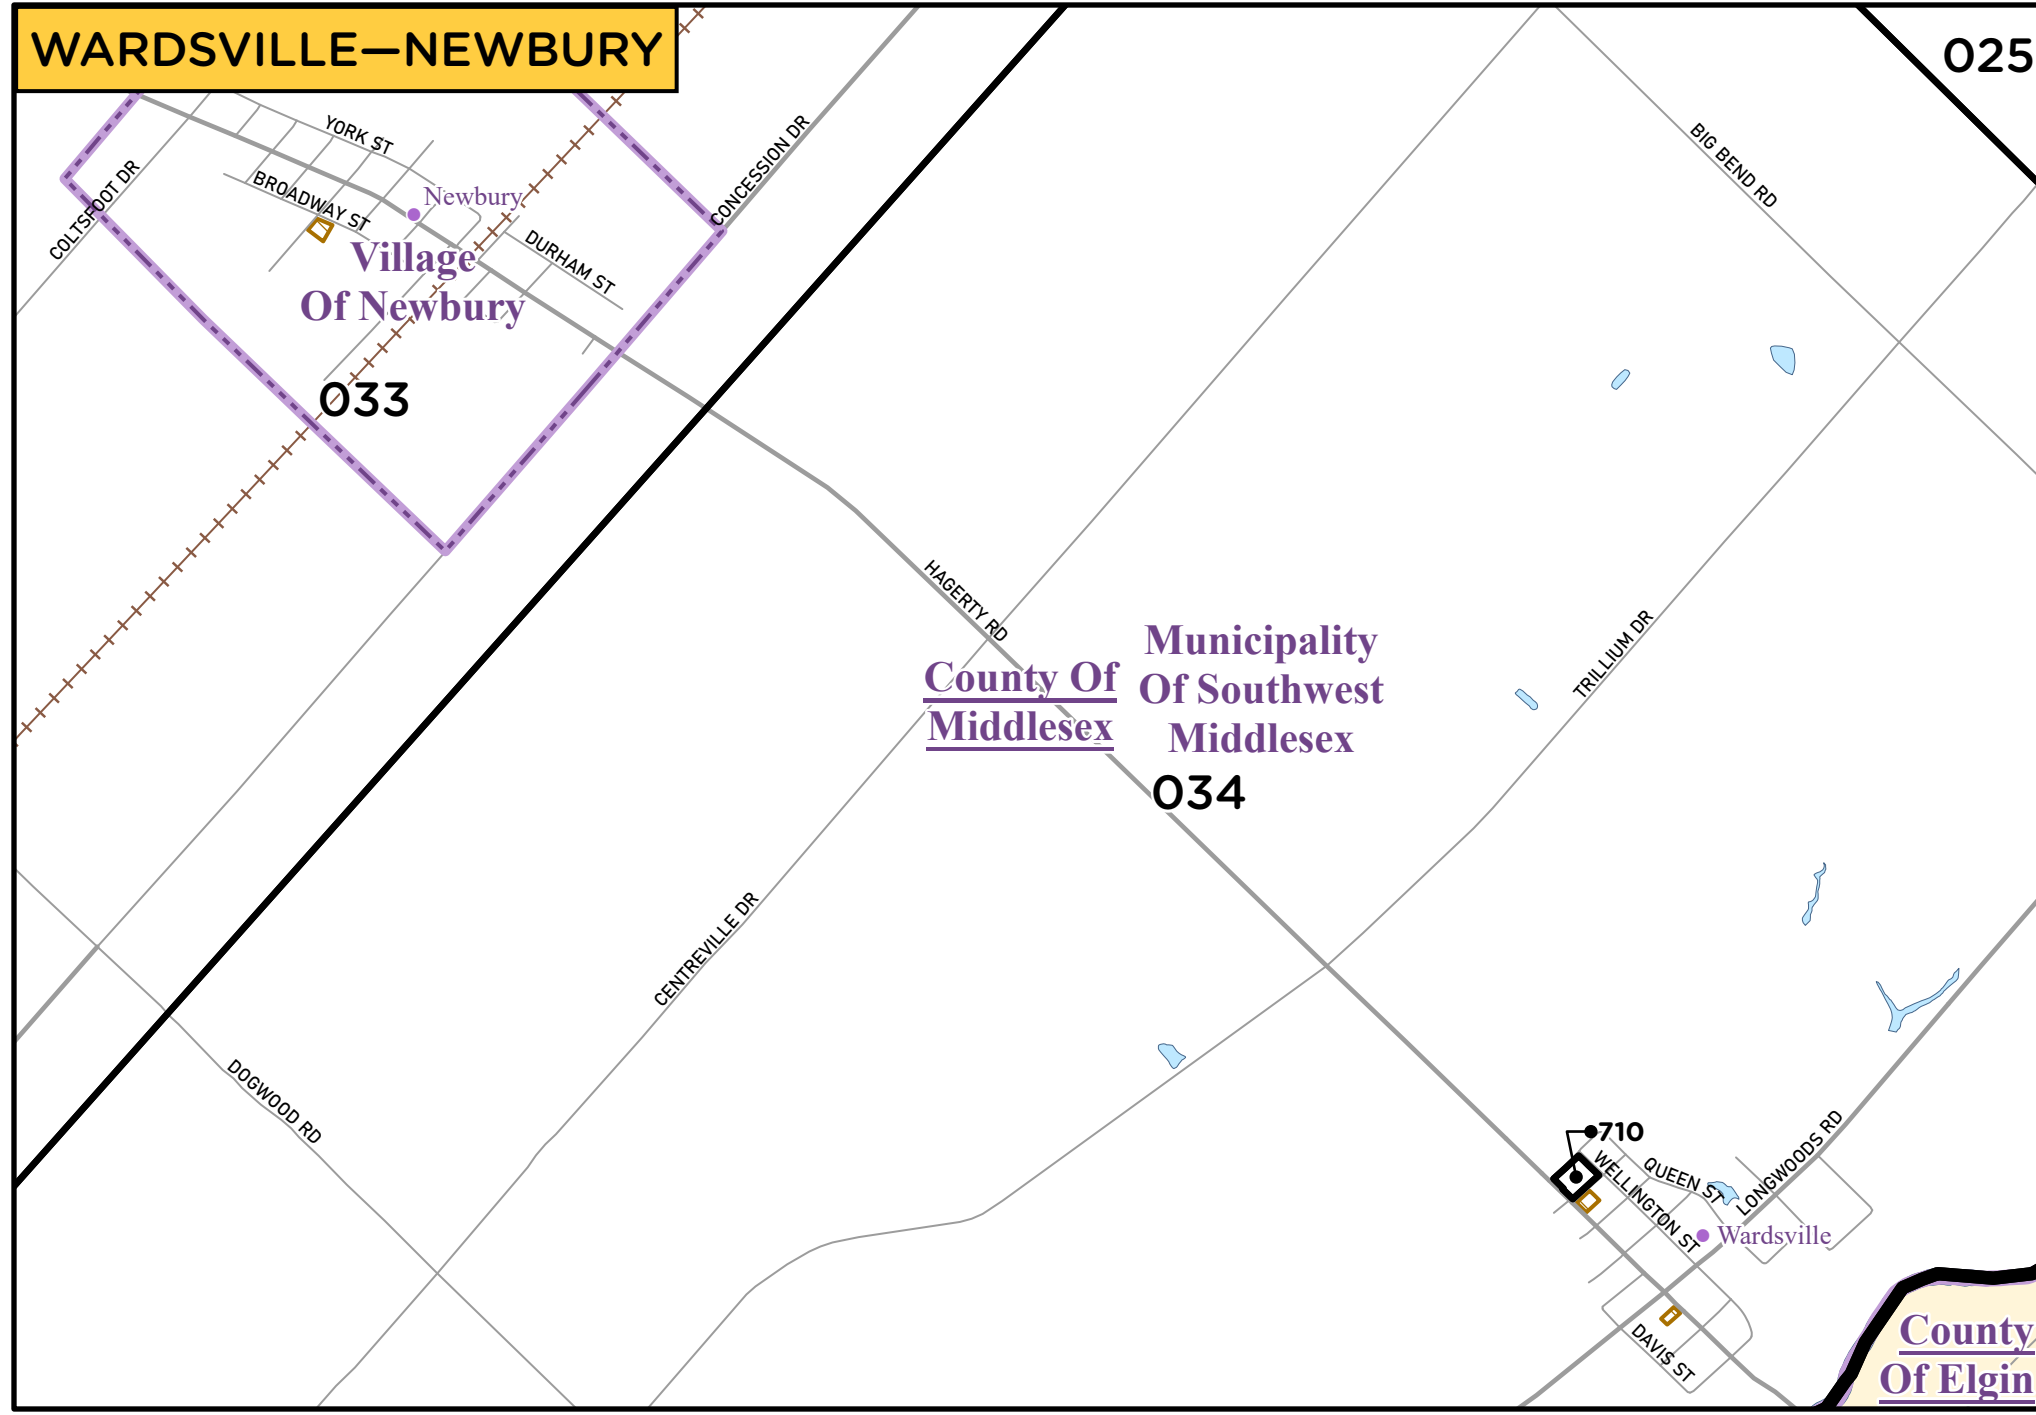 WARDSVILLE—NEWBURY
025
YORK ST
BIG BEND RD
CONCESSION DR
COLTSFOOT DR
BROADWAY ST
Newbury
DURHAM ST
Village
Of Newbury
033
HAGERTY RD
County Of
Middlesex
Municipality
Of Southwest
Middlesex
034
TRILLIUM DR
CENTREVILLE DR
DOGWOOD RD
710
WELLINGTON ST
QUEEN ST
LONGWOODS RD
Wardsville
DAVIS ST
County
Of Elgin